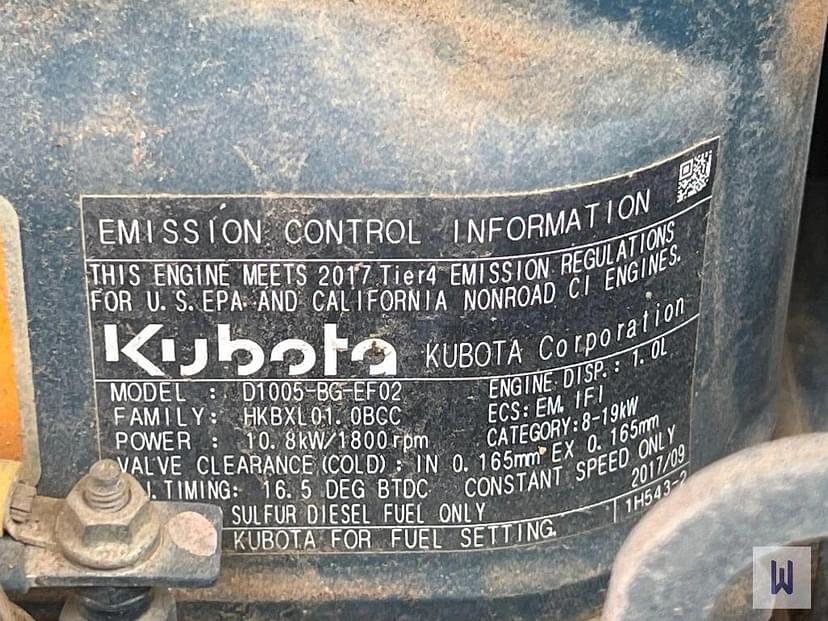 EMISSION CONTROL INFORMATION
THIS ENGINE MEETS 2017 Tier4 EMISSION REGULATIONS
FOR U.S.EPA AND CALIFORNIA NONROAD CI ENGINES.
Kubota KUBOTA Corporation
MODEL : D1005-BG-EF02 ENGINE DISP.: 1.0L
FAMILY: HKBXL01.0BCC ECS: EM, IFI
POWER : 10.8kW/1800rpm CATEGORY:8-19kW
VALVE CLEARANCE(COLD): IN 0.165mm EX 0.165mm
TIMING: 16.5 DEG BTDC CONSTANT SPEED ONLY
SULFUR DIESEL FUEL ONLY 2017/09
KUBOTA FOR FUEL SETTING. 1H543-2
W